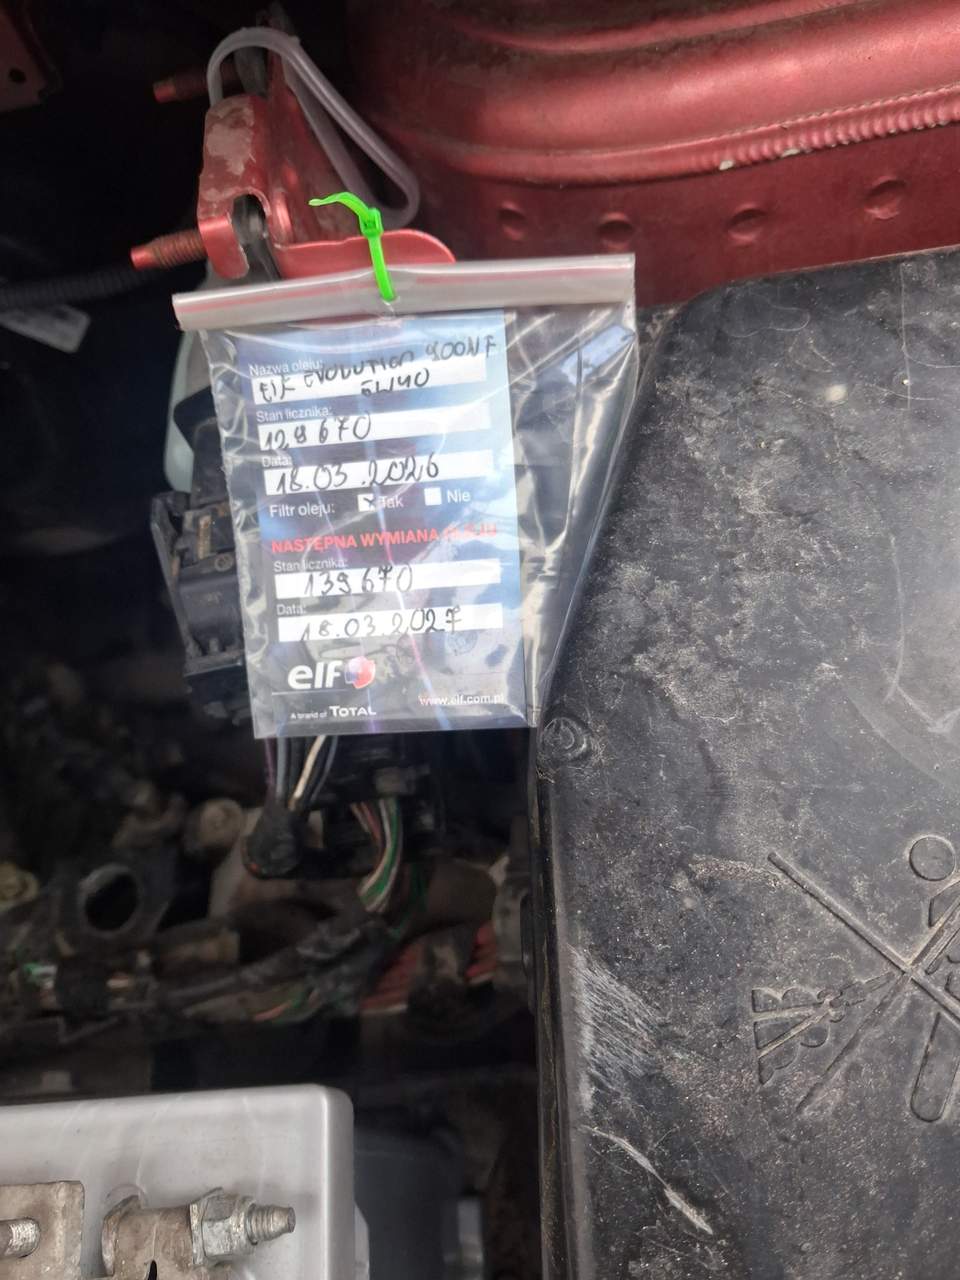 Nazwa oleju:
Elf EVOLUTION 900NF
5W40
Stan licznika:
129 670
Data:
18.03.2026
Filtr oleju: Tak Nie
NASTĘPNA WYMIANA OLEJU
Stan licznika:
139 670
Data:
18.03.2027
elf
A brand of TOTAL
www.elf.com.pl